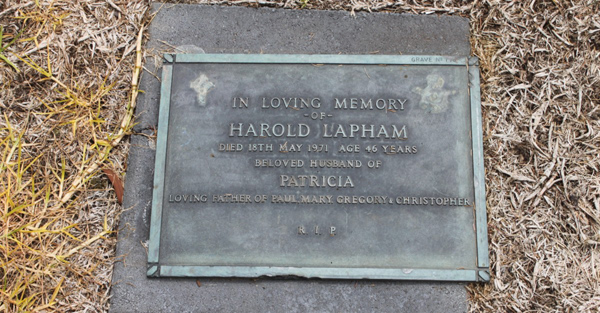 GRAVE
IN LOVING MEMORY
-OF-
HAROLD LAPHAM
DIED 18TH MAY 1971 AGE 46 YEARS
BELOVED HUSBAND OF
PATRICIA
LOVING FATHER OF PAUL, MARY, GREGORY & CHRISTOPHER
R I P